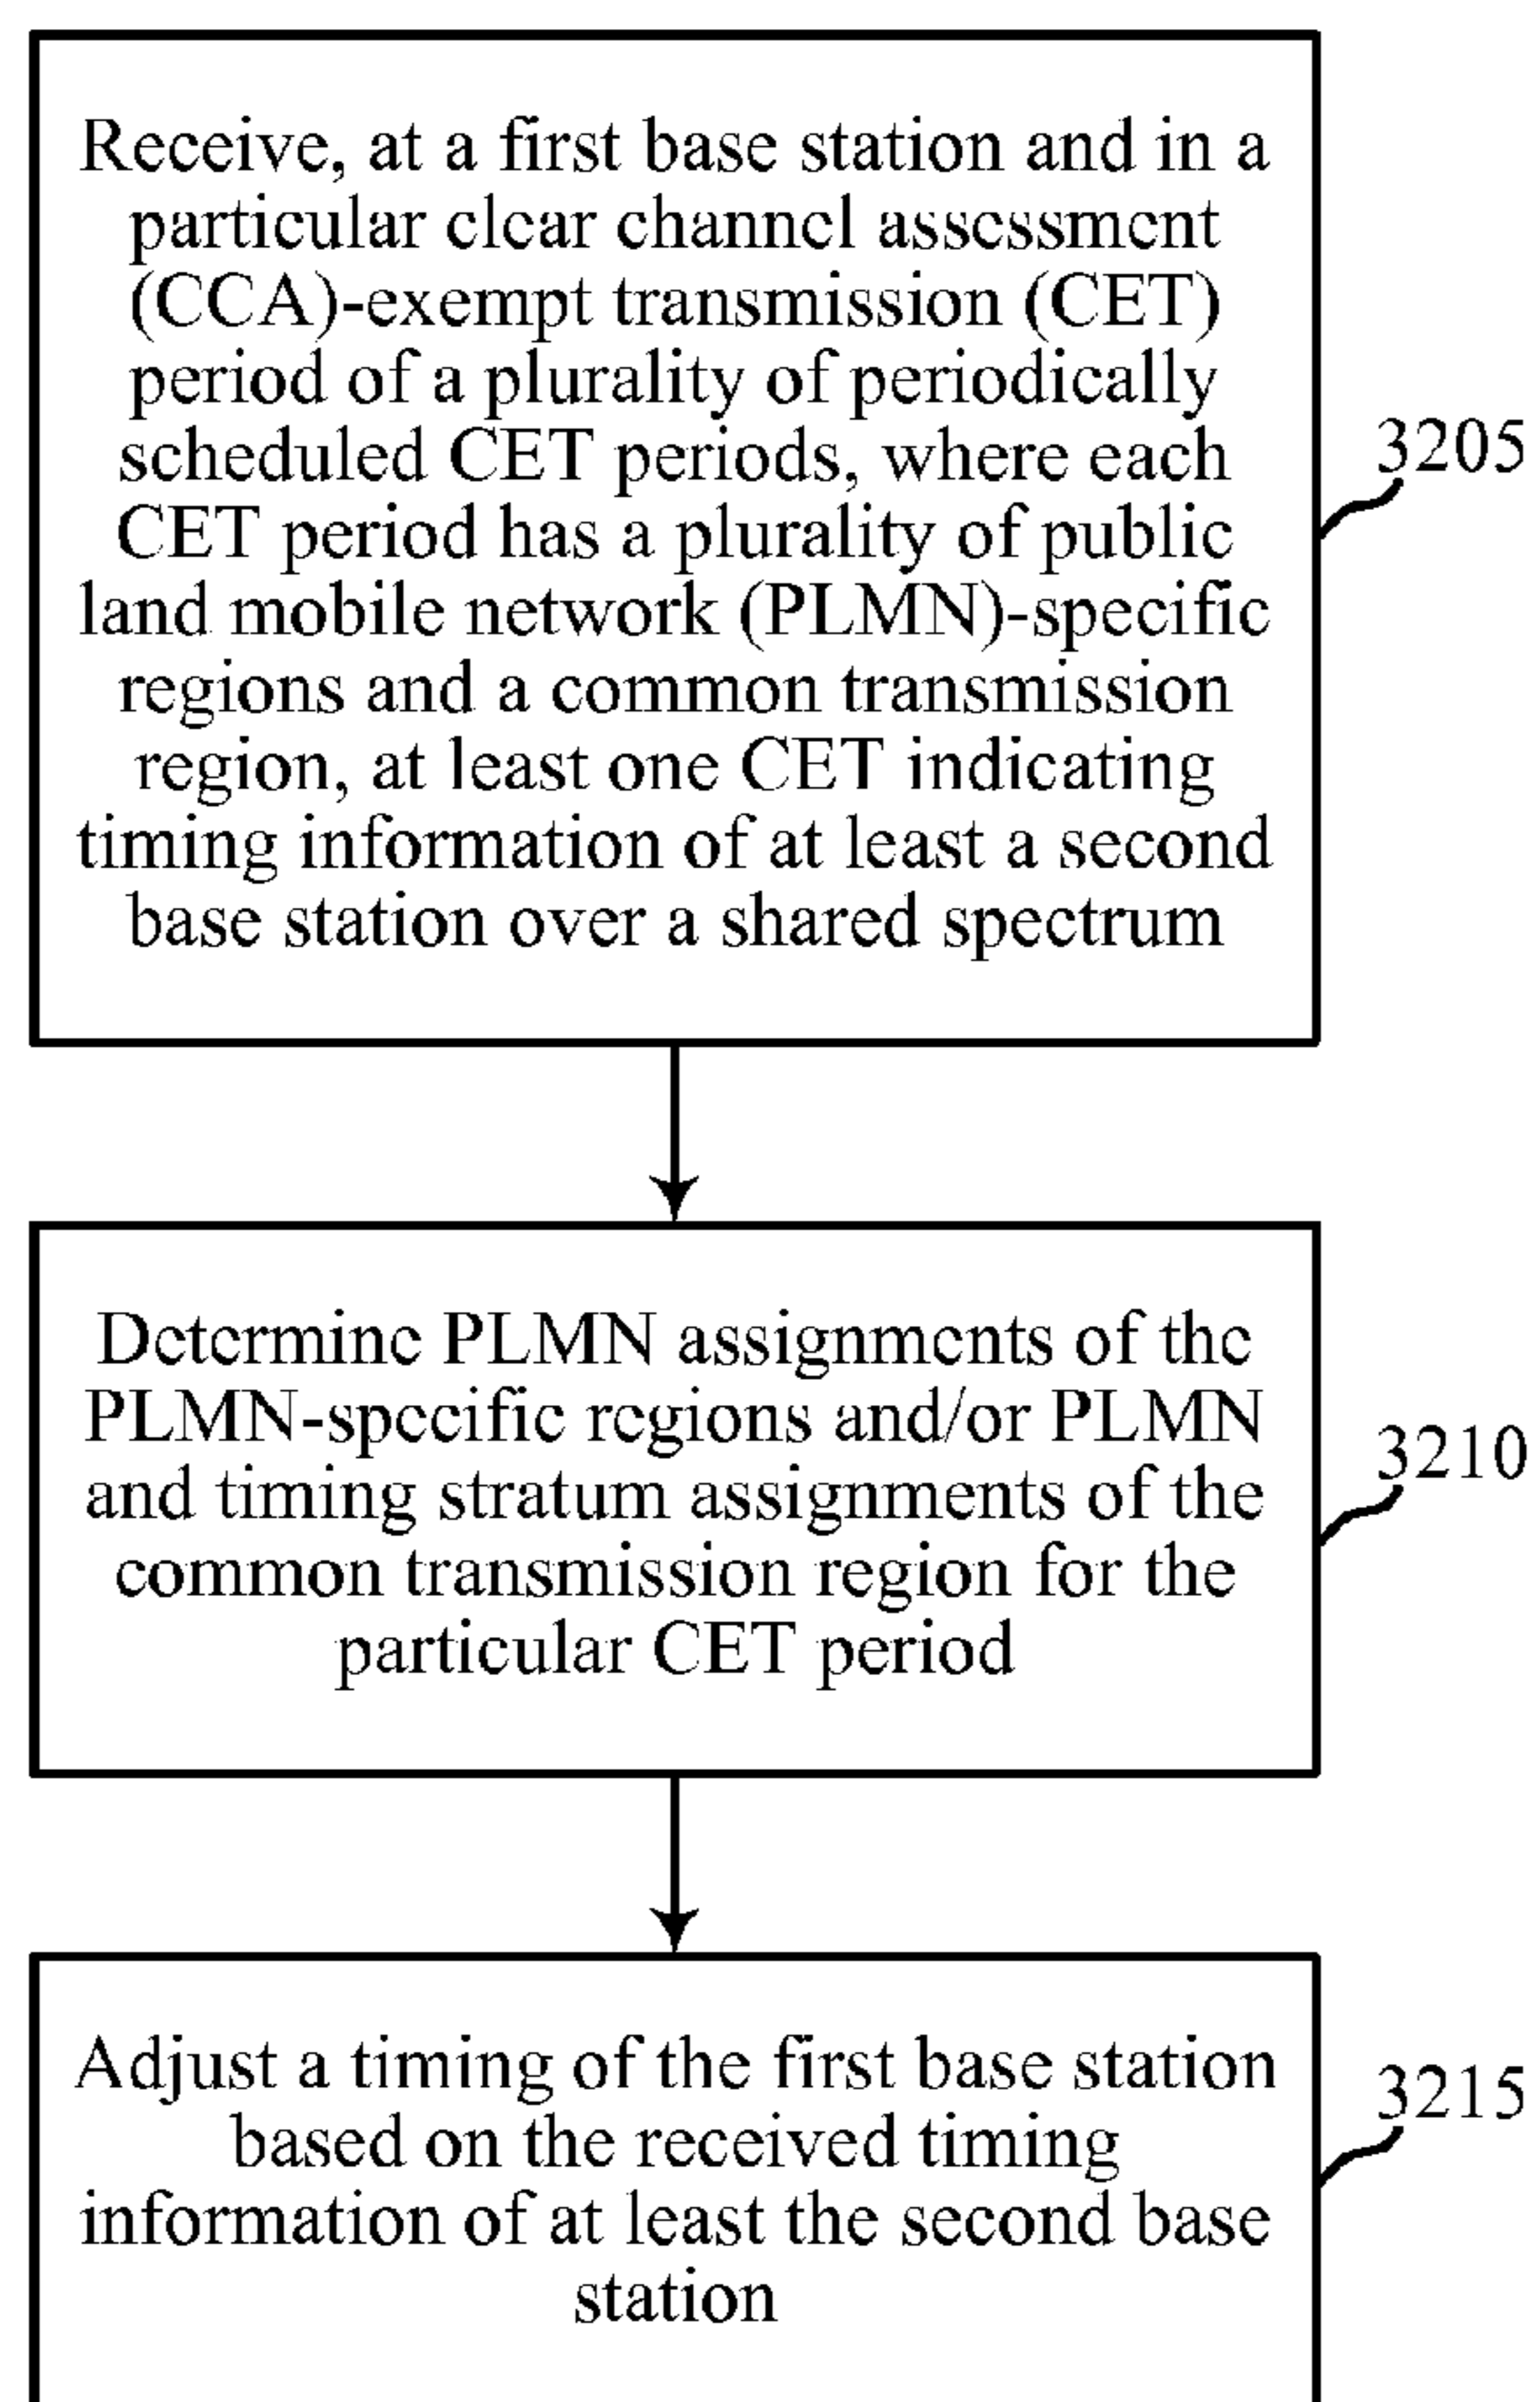 Receive, at a first base station and in a
particular clear channel assessment
(CCA)-exempt transmission (CET)
period of a plurality of periodically
scheduled CET periods, where each
CET period has a plurality of public
land mobile network (PLMN)-specific
regions and a common transmission
region, at least one CET indicating
timing information of at least a second
base station over a shared spectrum
3205
Determine PLMN assignments of the
PLMN-specific regions and/or PLMN
and timing stratum assignments of the
common transmission region for the
particular CET period
3210
Adjust a timing of the first base station
based on the received timing
information of at least the second base
station
3215